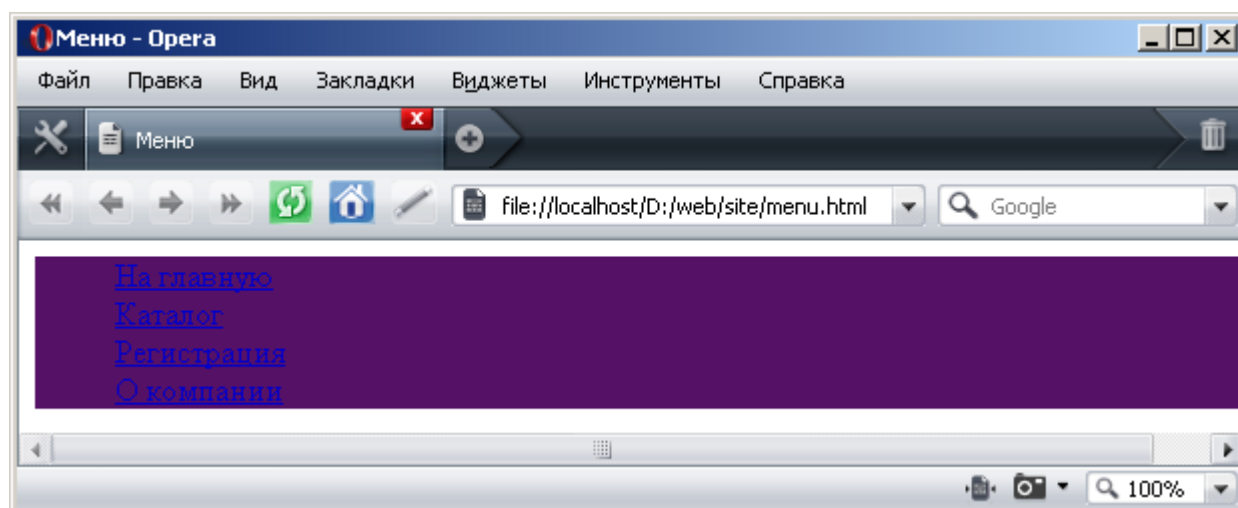 Меню - Opera
Файл Правка Вид Закладки Виджеты Инструменты Справка
Меню
file://localhost/D:/web/site/menu.html Google
На главную
Каталог
Регистрация
О компании
100%